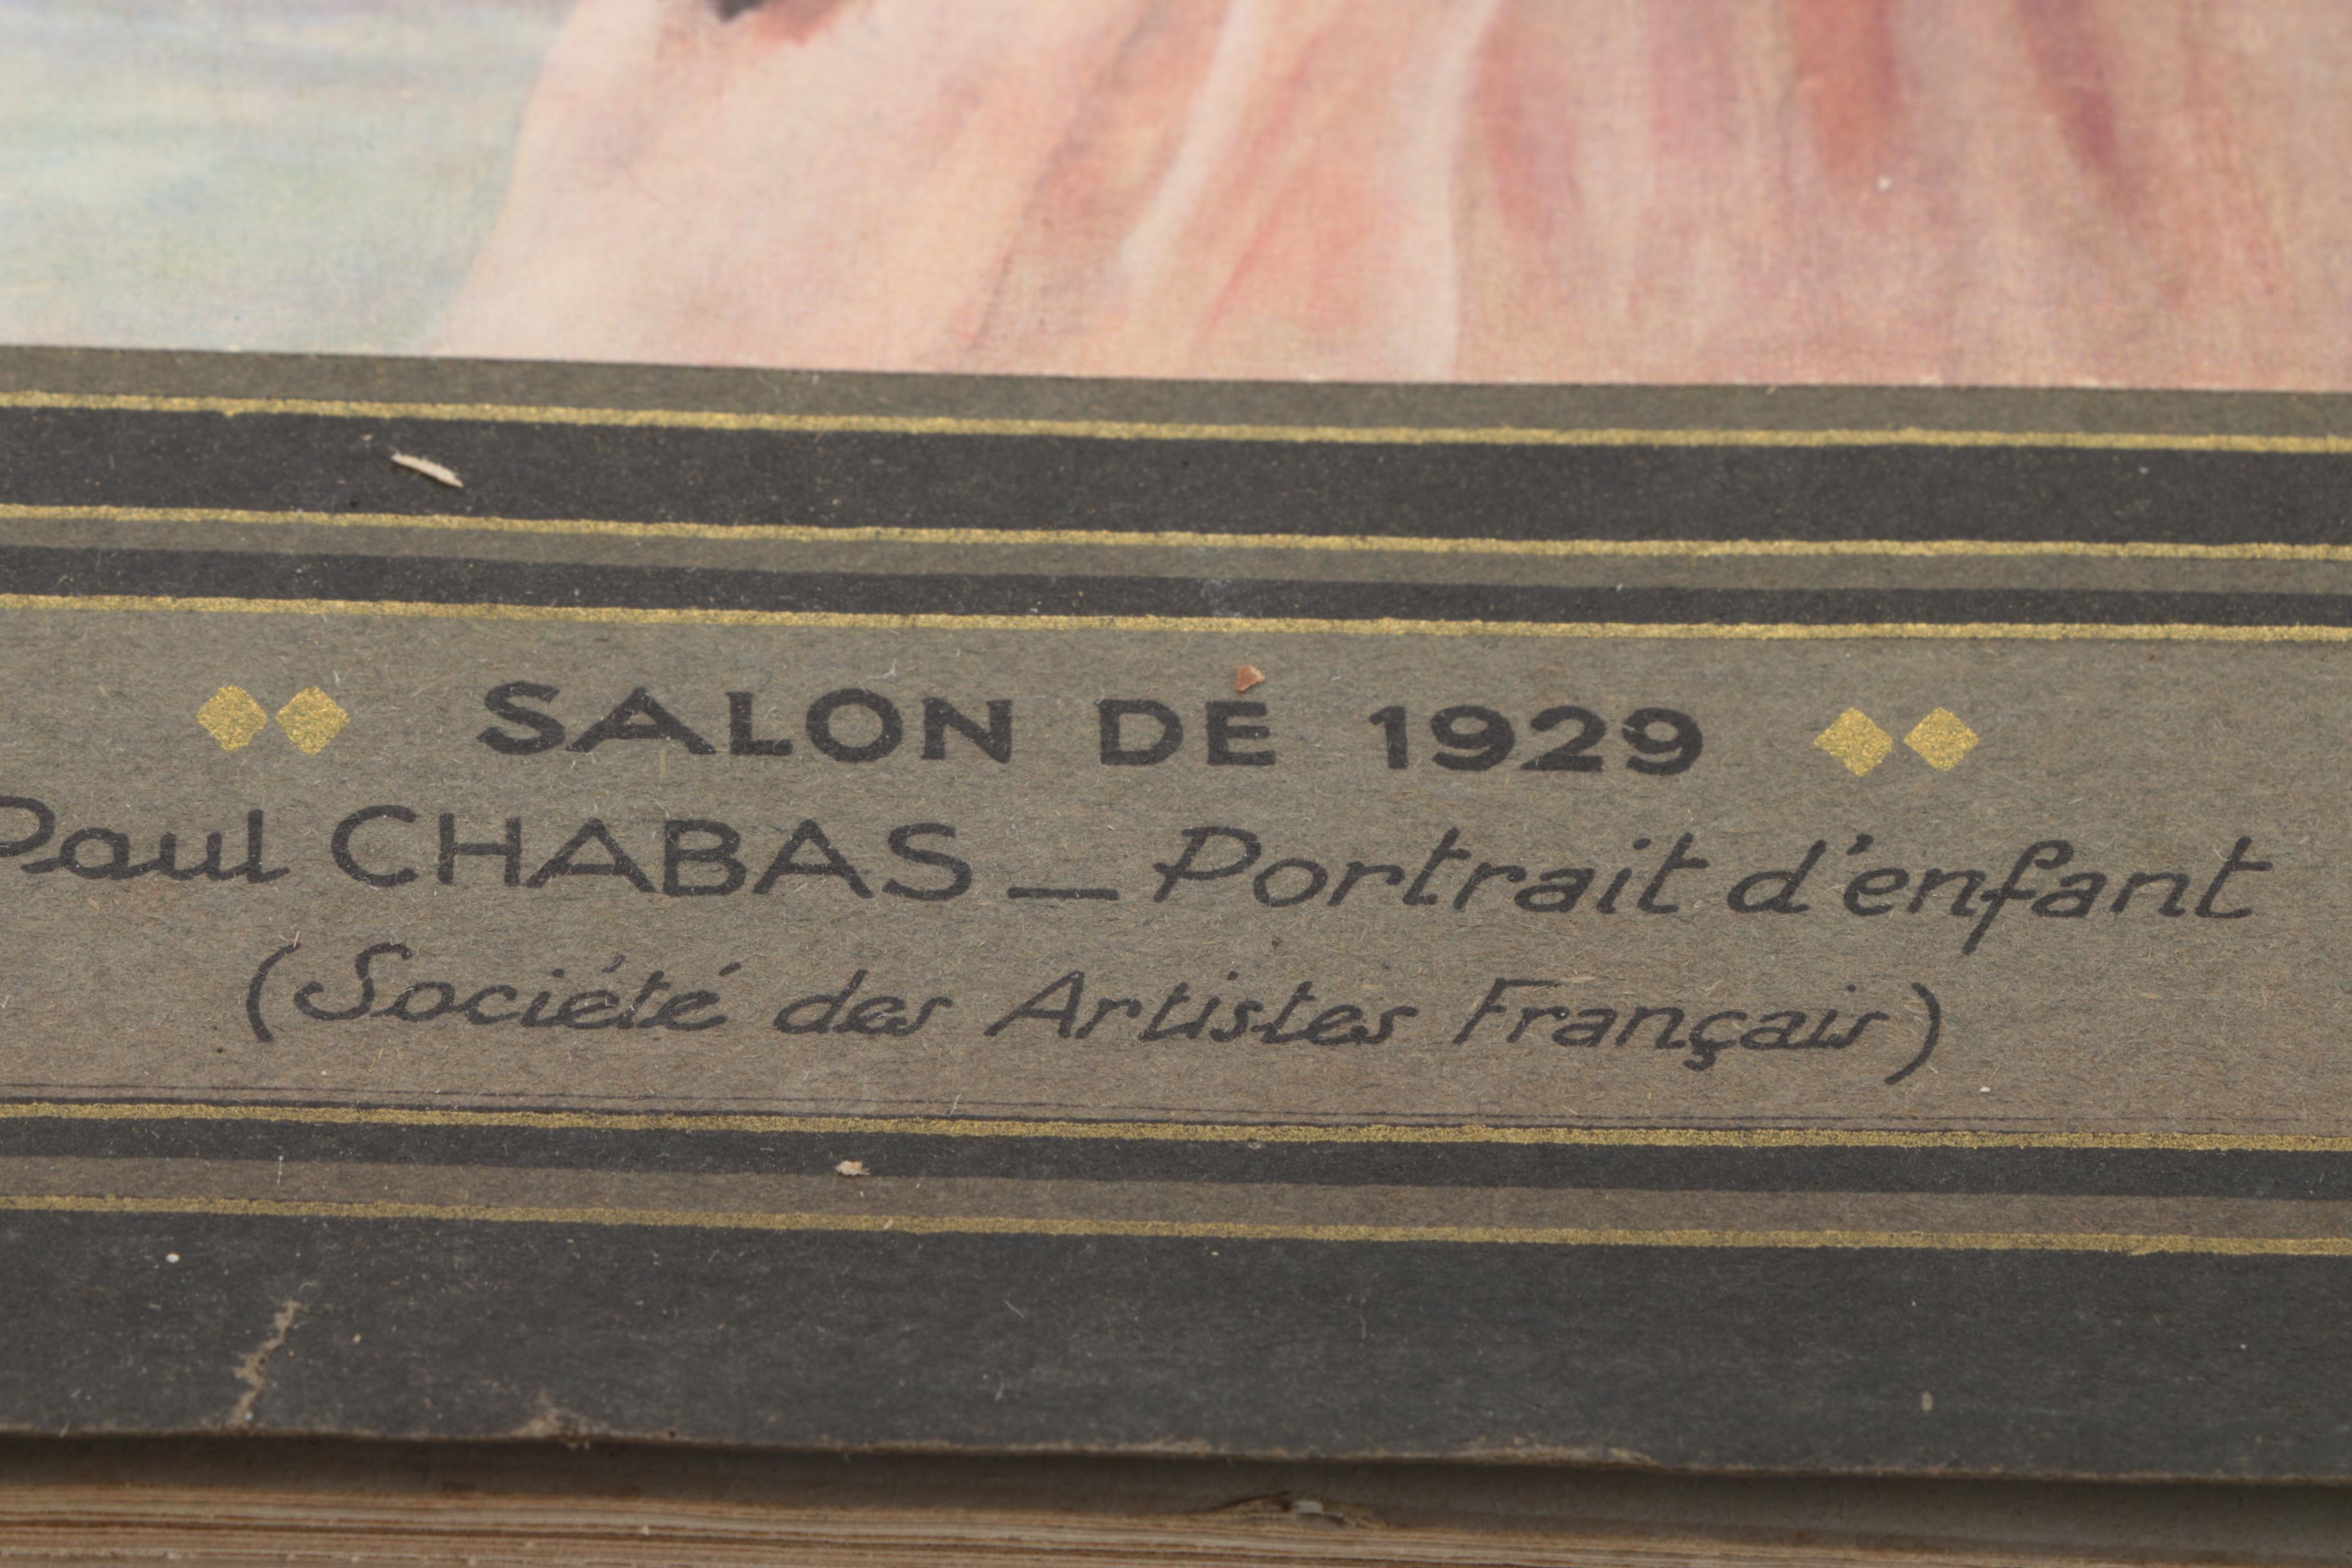 SALON DE 1929
Paul CHABAS — Portrait d'enfant
(Société des Artistes Français)